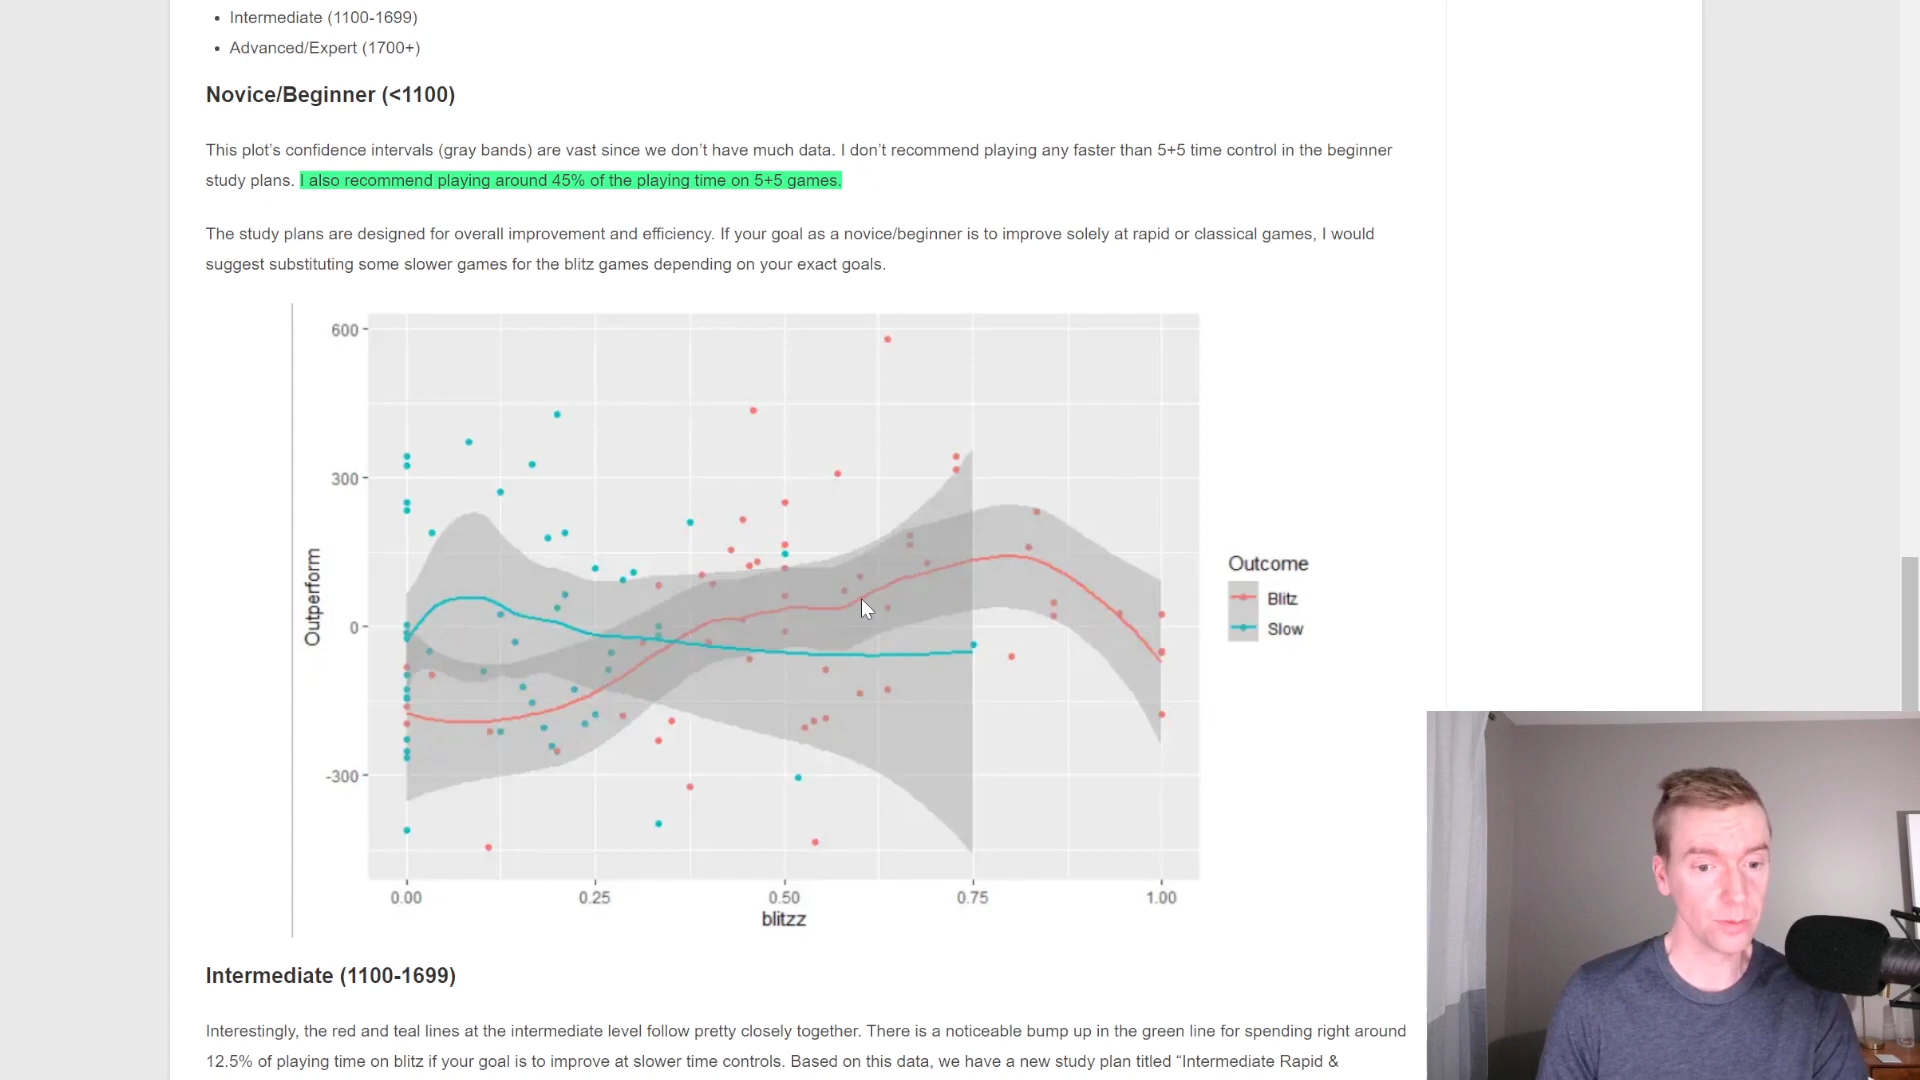 • Intermediate (1100-1699)
• Advanced/Expert (1700+)
Novice/Beginner (<1100)
This plot’s confidence intervals (gray bands) are vast since we don’t have much data. I don’t recommend playing any faster than 5+5 time control in the beginner
study plans. I also recommend playing around 45% of the playing time on 5+5 games.
The study plans are designed for overall improvement and efficiency. If your goal as a novice/beginner is to improve solely at rapid or classical games, I would
suggest substituting some slower games for the blitz games depending on your exact goals.
600
300
0
-300
Outperform
0.00 0.25 0.50 0.75 1.00
blitzz
Outcome
Blitz
Slow
Intermediate (1100-1699)
Interestingly, the red and teal lines at the intermediate level follow pretty closely together. There is a noticeable bump up in the green line for spending right around
12.5% of playing time on blitz if your goal is to improve at slower time controls. Based on this data, we have a new study plan titled “Intermediate Rapid &